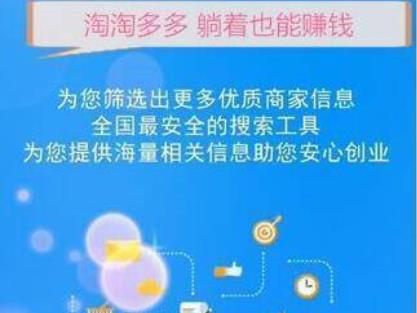 淘淘多多 躺着也能赚钱
为您筛选出更多优质商家信息
全国最安全的搜索工具
为您提供海量相关信息助您安心创业